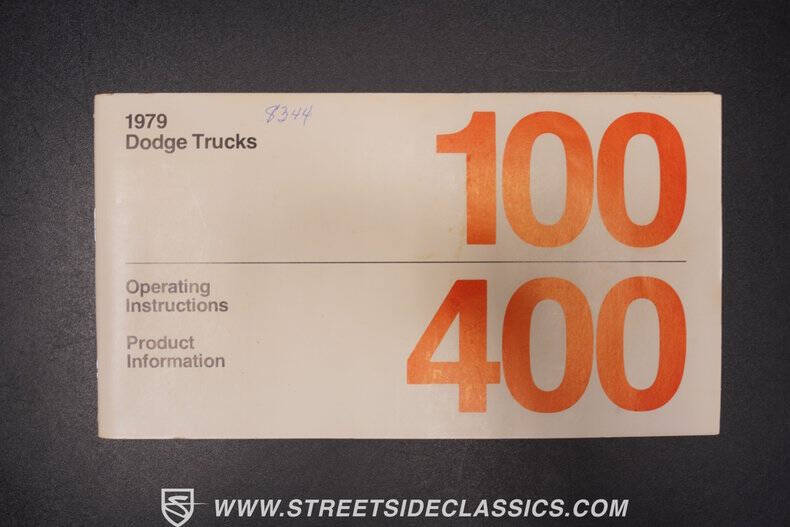 1979
Dodge Trucks
8344
100
Operating
Instructions
Product
Information
400
WWW.STREETSIDECLASSICS.COM